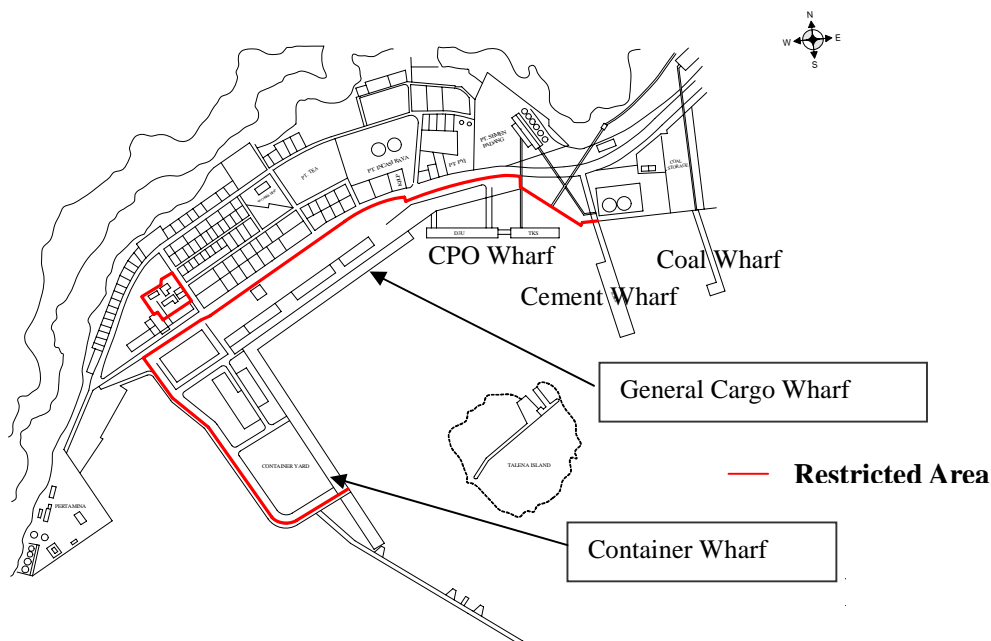 N
W E
S
PT. SEMEN
PADANG
PT. INCASI RAYA
PT PXJ
COAL
STORAGE
PT. TKA
DJU
TKS
CPO Wharf
Coal Wharf
Cement Wharf
General Cargo Wharf
CONTAINER YARD
TALENA ISLAND
Restricted Area
PERTAMINA
Container Wharf